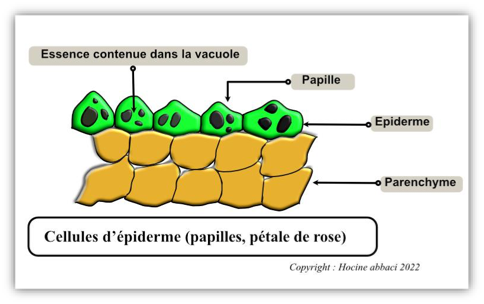 Essence contenue dans la vacuole
Papille
Epiderme
Parenchyme
Cellules d'épiderme (papilles, pétale de rose)
Copyright : Hocine abbaci 2022